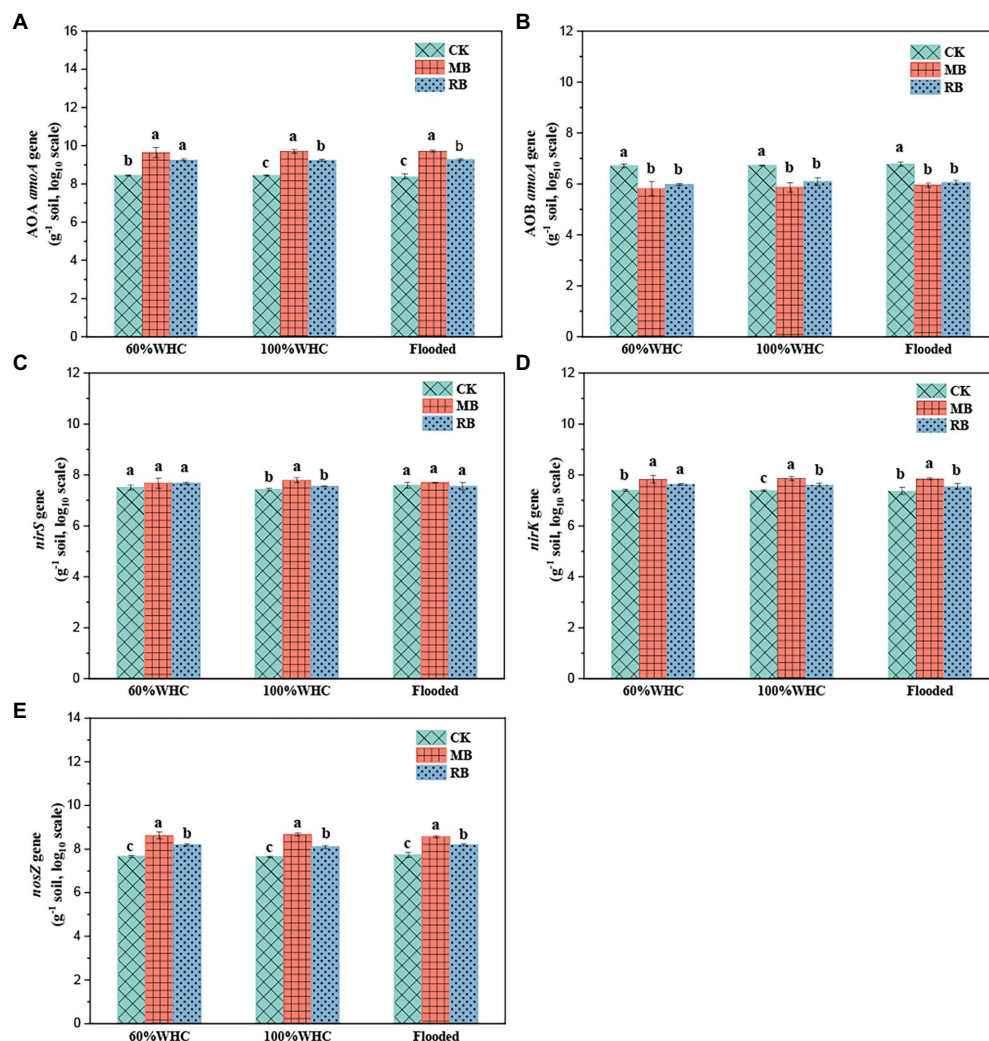 A
16
14
12
10
8
6
4
2
0
AOA amoA gene
(g⁻¹ soil, log₁₀ scale)
CK
MB
RB
b a a
c a b
c a b
60%WHC 100%WHC Flooded
B
12
10
8
6
4
2
0
AOB amoA gene
(g⁻¹ soil, log₁₀ scale)
CK
MB
RB
a b b
a b b
a b b
60%WHC 100%WHC Flooded
C
12
10
8
6
4
2
0
nirS gene
(g⁻¹ soil, log₁₀ scale)
CK
MB
RB
a a a
b a b
a a a
60%WHC 100%WHC Flooded
D
12
10
8
6
4
2
0
nirK gene
(g⁻¹ soil, log₁₀ scale)
CK
MB
RB
b a a
c a b
b a b
60%WHC 100%WHC Flooded
E
14
12
10
8
6
4
2
0
nosZ gene
(g⁻¹ soil, log₁₀ scale)
CK
MB
RB
c a b
c a b
c a b
60%WHC 100%WHC Flooded